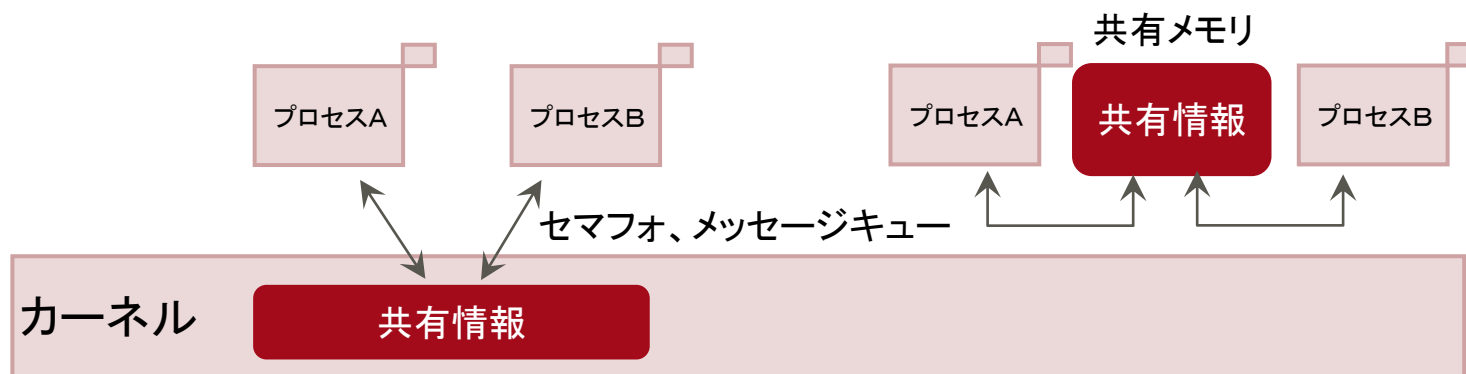 共有メモリ
プロセスA
プロセスB
プロセスA
共有情報
プロセスB
セマフォ、メッセージキュー
カーネル
共有情報